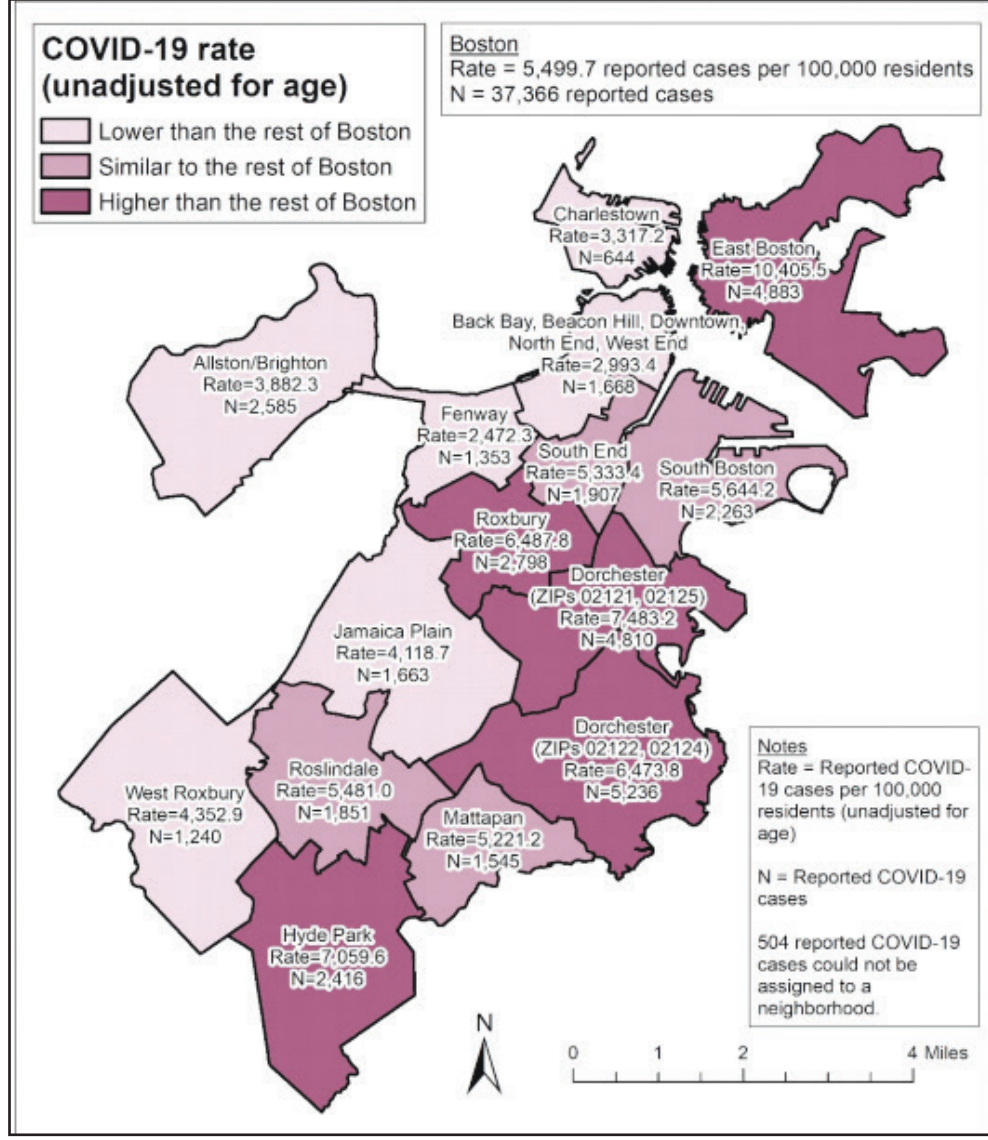 COVID-19 rate
(unadjusted for age)
Lower than the rest of Boston
Similar to the rest of Boston
Higher than the rest of Boston
Boston
Rate = 5,499.7 reported cases per 100,000 residents
N = 37,366 reported cases
Charlestown
Rate=3,317.2
N=644
East Boston
Rate=10,405.5
N=4,883
Back Bay, Beacon Hill, Downtown,
North End, West End
Rate=2,993.4
N=1,668
Allston/Brighton
Rate=3,882.3
N=2,585
Fenway
Rate=2,472.3
N=1,353
South End
Rate=5,333.4
N=1,907
South Boston
Rate=5,644.2
N=2,263
Roxbury
Rate=6,487.8
N=2,798
Dorchester
(ZIPs 02121, 02125)
Rate=7,483.2
N=4,810
Jamaica Plain
Rate=4,118.7
N=1,663
Dorchester
(ZIPs 02122, 02124)
Rate=6,473.8
N=5,236
West Roxbury
Rate=4,352.9
N=1,240
Roslindale
Rate=5,481.0
N=1,851
Mattapan
Rate=5,221.2
N=1,545
Hyde Park
Rate=7,059.6
N=2,416
Notes
Rate = Reported COVID-
19 cases per 100,000
residents (unadjusted for
age)
N = Reported COVID-19
cases
504 reported COVID-19
cases could not be
assigned to a
neighborhood.
N
0 1 2 4 Miles